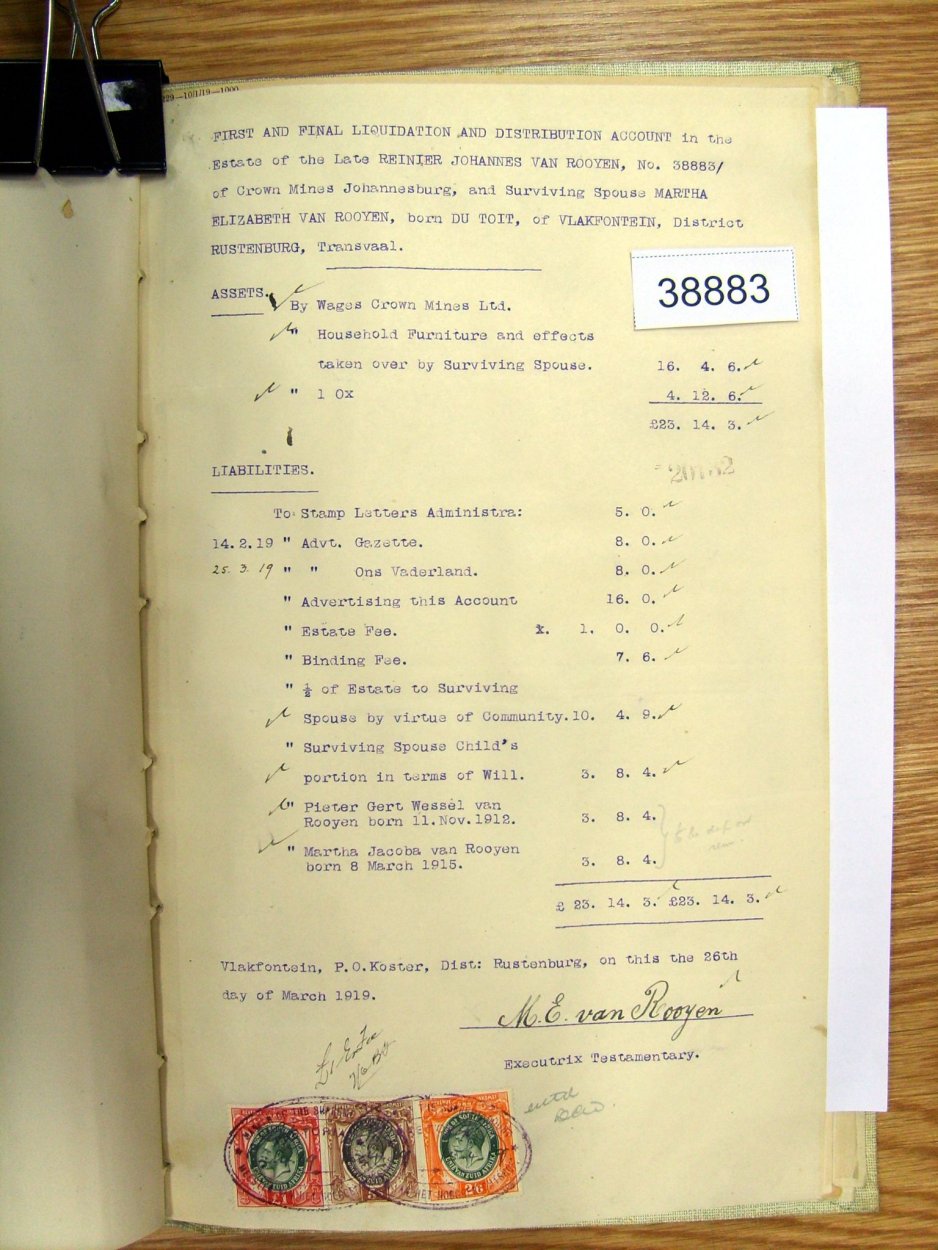 29—10/1/19—1000
FIRST AND FINAL LIQUIDATION AND DISTRIBUTION ACCOUNT in the
Estate of the Late REINIER JOHANNES VAN ROOYEN, No. 38883/
of Crown Mines Johannesburg, and Surviving Spouse MARTHA
ELIZABETH VAN ROOYEN, born DU TOIT, of VLAKFONTEIN, District
RUSTENBURG, Transvaal.
38883
ASSETS. By Wages Crown Mines Ltd.
" Household Furniture and effects
taken over by Surviving Spouse. 16. 4. 6.
" 1 Ox 4. 12. 6.
£23. 14. 3.
LIABILITIES.
To Stamp Letters Administra: 5. 0.
14.2.19 " Advt. Gazette. 8. 0.
25.3.19 " " Ons Vaderland. 8. 0.
" Advertising this Account 16. 0.
" Estate Fee. 1. 0. 0.
" Binding Fee. 7. 6.
" ½ of Estate to Surviving
Spouse by virtue of Community. 10. 4. 9.
" Surviving Spouse Child's
portion in terms of Will. 3. 8. 4.
" Pieter Gert Wessel van
Rooyen born 11.Nov.1912. 3. 8. 4.
" Martha Jacoba van Rooyen
born 8 March 1915. 3. 8. 4.
£ 23. 14. 3. £23. 14. 3.
Vlakfontein, P.O.Koster, Dist: Rustenburg, on this the 26th
day of March 1919.
M. E. van Rooyen
Executrix Testamentary.